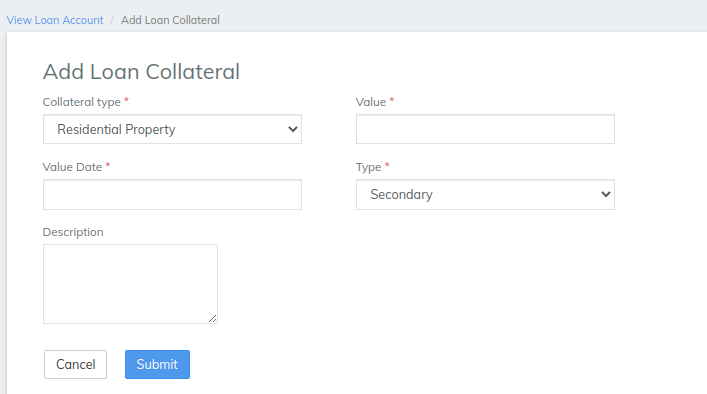 View Loan Account / Add Loan Collateral
Add Loan Collateral
Collateral type * Value *
Residential Property
Value Date * Type *
Secondary
Description
Cancel Submit